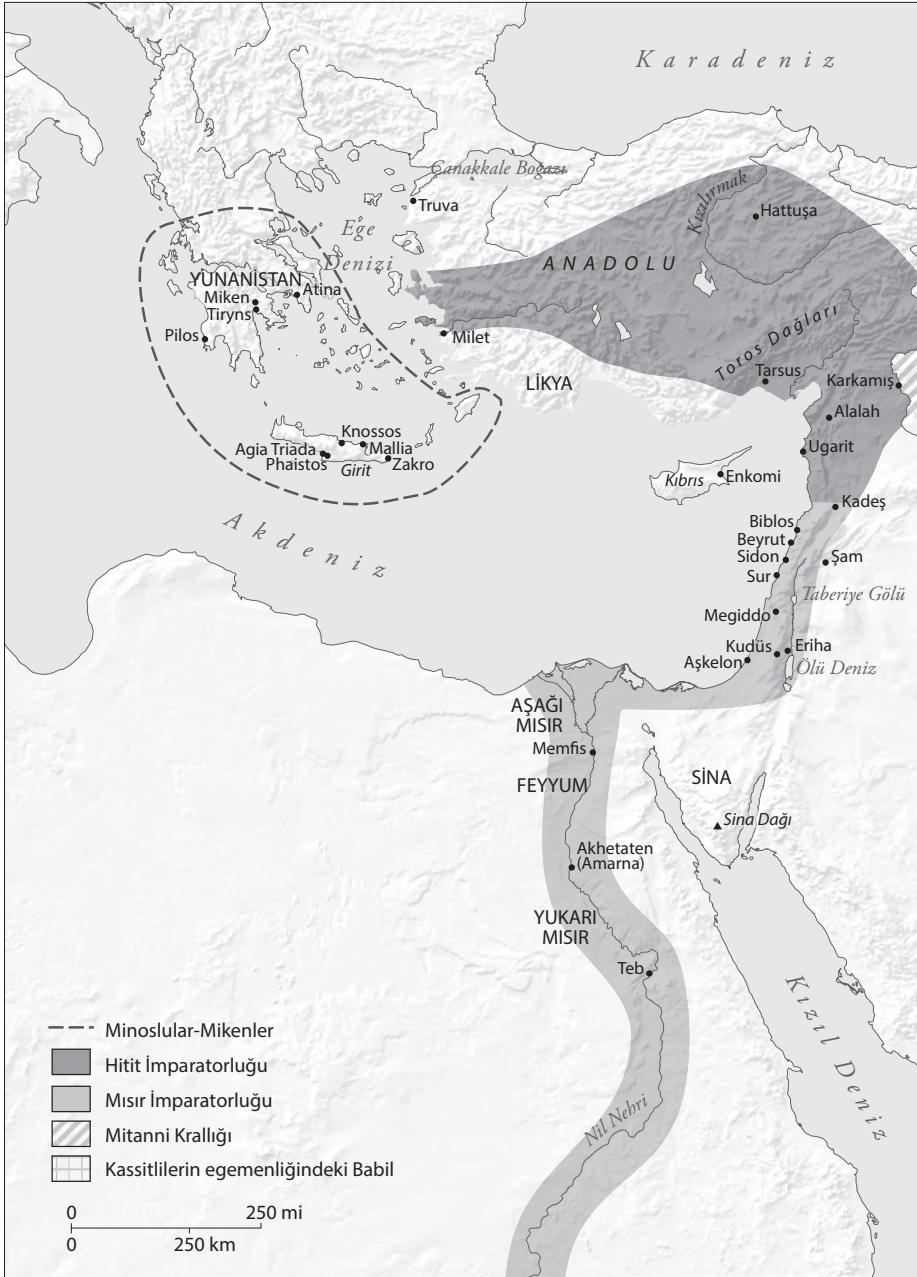 Karadeniz
Çanakkale Boğazı
Truva
Kızılırmak
Hattuşa
Ege
Denizi
ANADOLU
YUNANİSTAN
Atina
Miken
Tiryns
Pilos
Milet
Toros Dağları
LİKYA
Tarsus
Karkamış
Alalah
Knossos
Agia Triada
Mallia
Phaistos
Girit
Zakro
Ugarit
Kıbrıs
Enkomi
Kadeş
Akdeniz
Biblos
Beyrut
Sidon
Şam
Sur
Taberiye Gölü
Megiddo
Kudüs
Eriha
Aşkelon
Ölü Deniz
AŞAĞI
MISIR
Memfis
FEYYUM
SİNA
Sina Dağı
Akhetaten
(Amarna)
YUKARI
MISIR
Teb
Kızıl Deniz
Nil Nehri
Minoslular-Mikenler
Hitit İmparatorluğu
Mısır İmparatorluğu
Mitanni Krallığı
Kassitlilerin egemenliğindeki Babil
0 250 mi
0 250 km